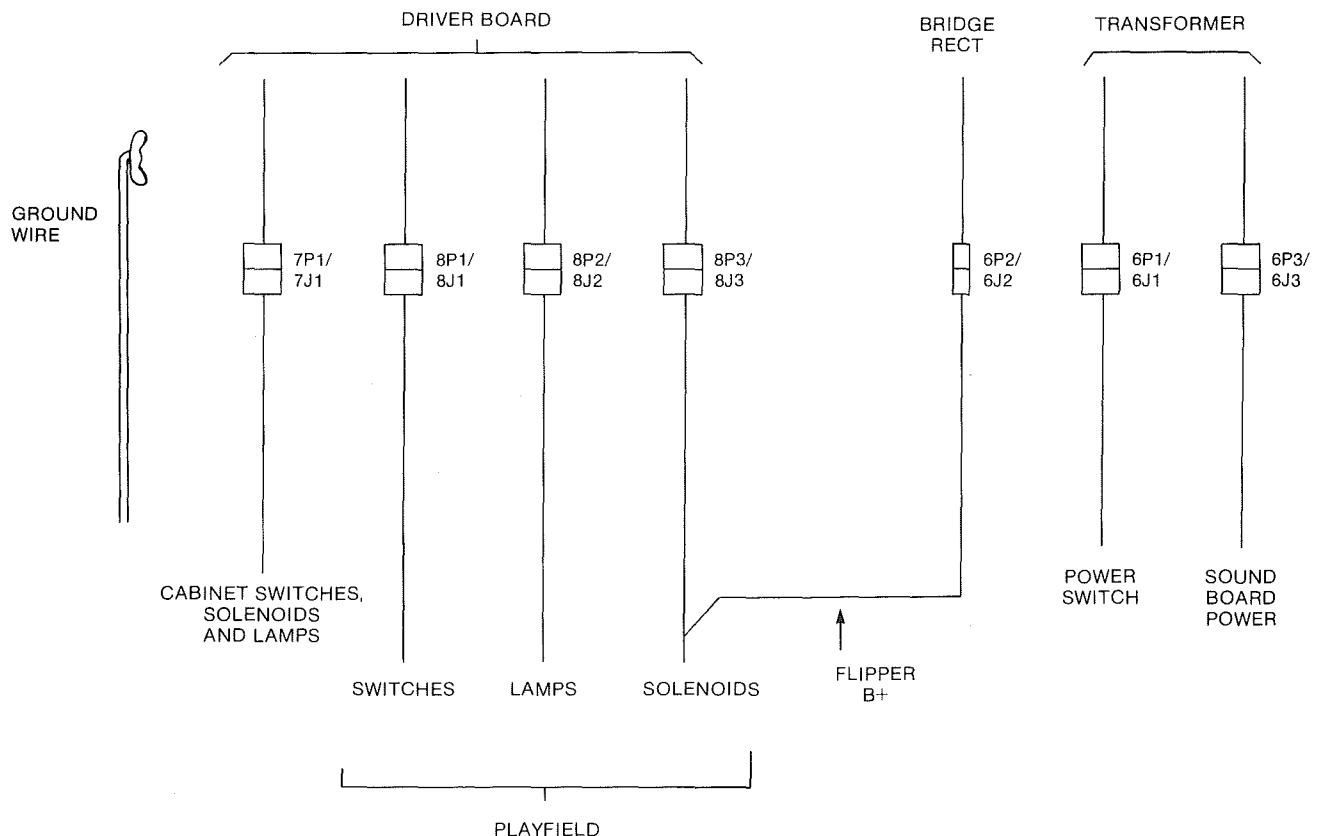 DRIVER BOARD
BRIDGE
RECT
TRANSFORMER
GROUND
WIRE
7P1/
7J1
8P1/
8J1
8P2/
8J2
8P3/
8J3
6P2/
6J2
6P1/
6J1
6P3/
6J3
CABINET SWITCHES,
SOLENOIDS
AND LAMPS
POWER
SWITCH
SOUND
BOARD
POWER
SWITCHES
LAMPS
SOLENOIDS
FLIPPER
B+
PLAYFIELD